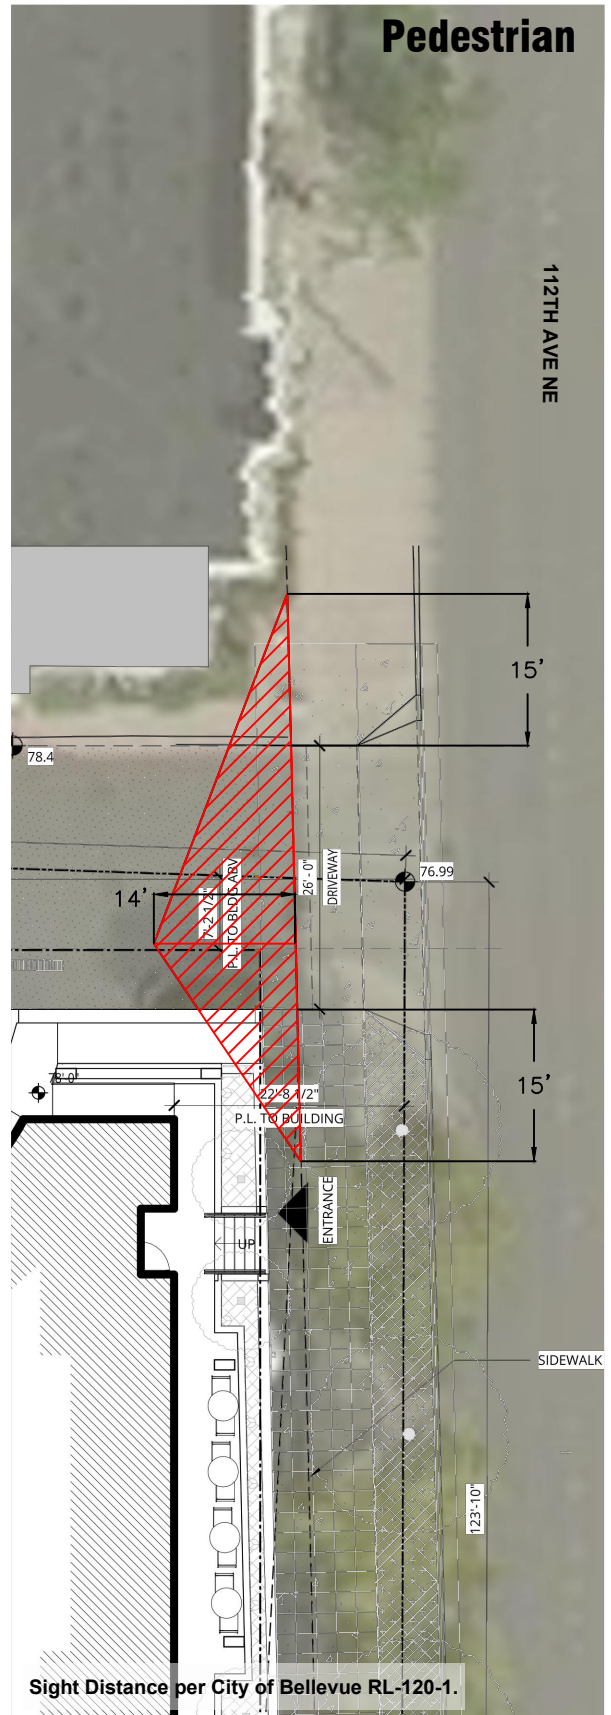 Pedestrian
112TH AVE NE
15'
78.4
76.99
26'- 0"
DRIVEWAY
14'
7' 2 1/2"
P.L. TO BLDG ABV
78'-0"
22'-8 1/2"
P.L. TO BUILDING
15'
ENTRANCE
UP
SIDEWALK
123'-10"
Sight Distance per City of Bellevue RL-120-1.